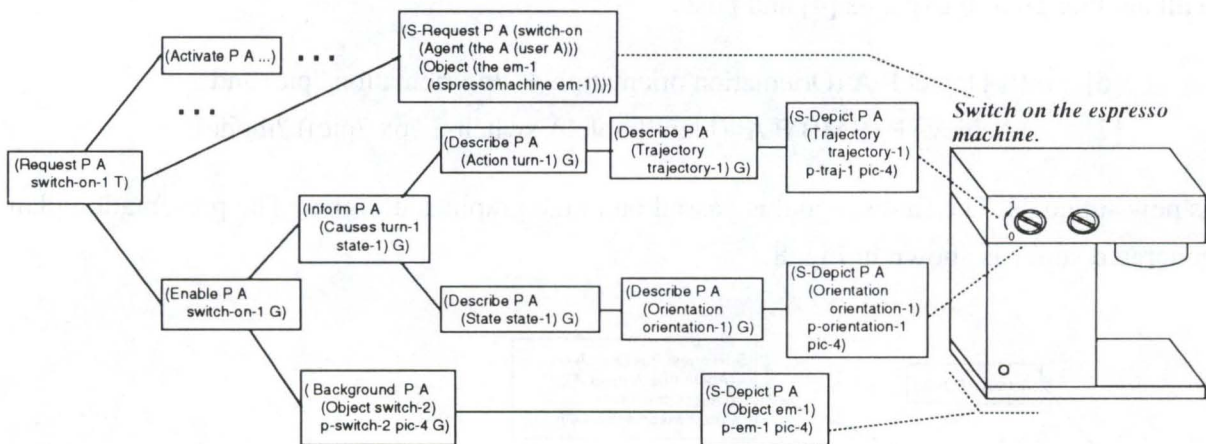 (Activate P A ...)
...
...
(S-Request P A (switch-on
(Agent (the A (user A)))
(Object (the em-1
(espressomachine em-1))))
(Request P A
switch-on-1 T)
(Describe P A
(Action turn-1) G)
(Describe P A
(Trajectory
trajectory-1) G)
(S-Depict P A
(Trajectory
trajectory-1)
p-traj-1 pic-4)
Switch on the espresso
machine.
(Inform P A
(Causes turn-1
state-1) G)
(Enable P A
switch-on-1 G)
(Describe P A
(State state-1) G)
(Describe P A
(Orientation
orientation-1) G)
(S-Depict P A
(Orientation
orientation-1)
p-orientation-1
pic-4)
( Background P A
(Object switch-2)
p-switch-2 pic-4 G)
(S-Depict P A
(Object em-1)
p-em-1 pic-4)
I
0